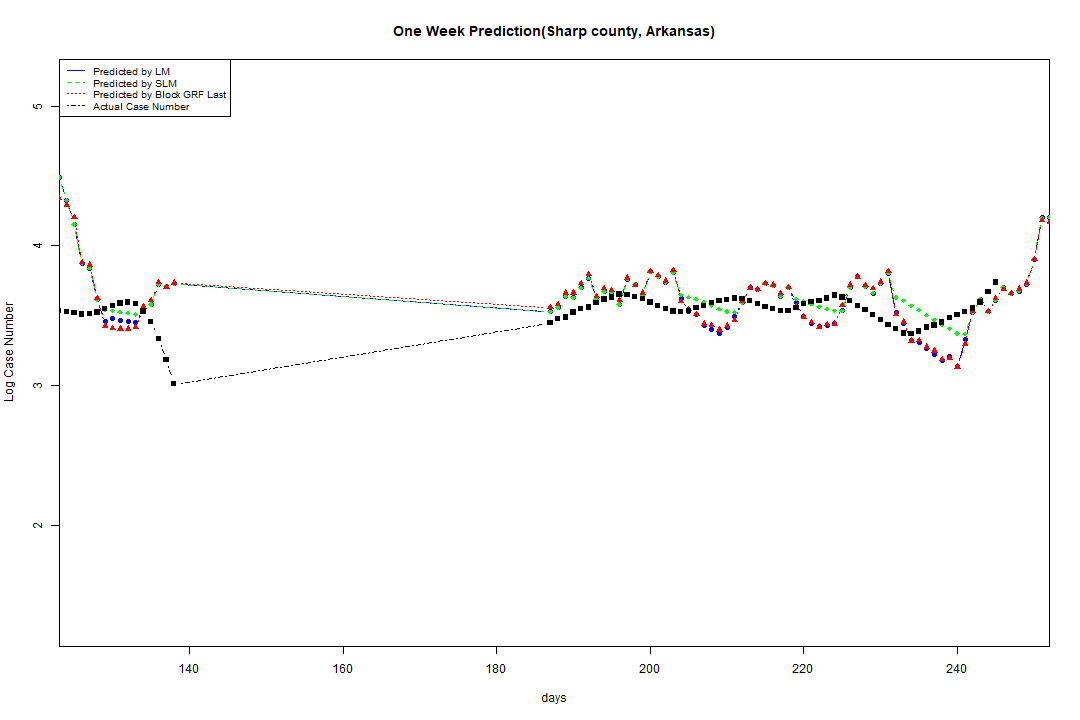 One Week Prediction(Sharp county, Arkansas)
Predicted by LM
Predicted by SLM
Predicted by Block GRF Last
Actual Case Number
5
4
3
2
Log Case Number
140 160 180 200 220 240
days